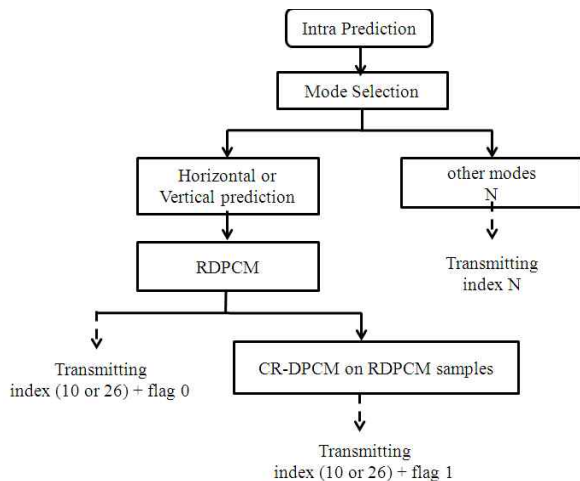 Intra Prediction
Mode Selection
Horizontal or
Vertical prediction
other modes
N
RDPCM
Transmitting
index N
Transmitting
index (10 or 26) + flag 0
CR-DPCM on RDPCM samples
Transmitting
index (10 or 26) + flag 1